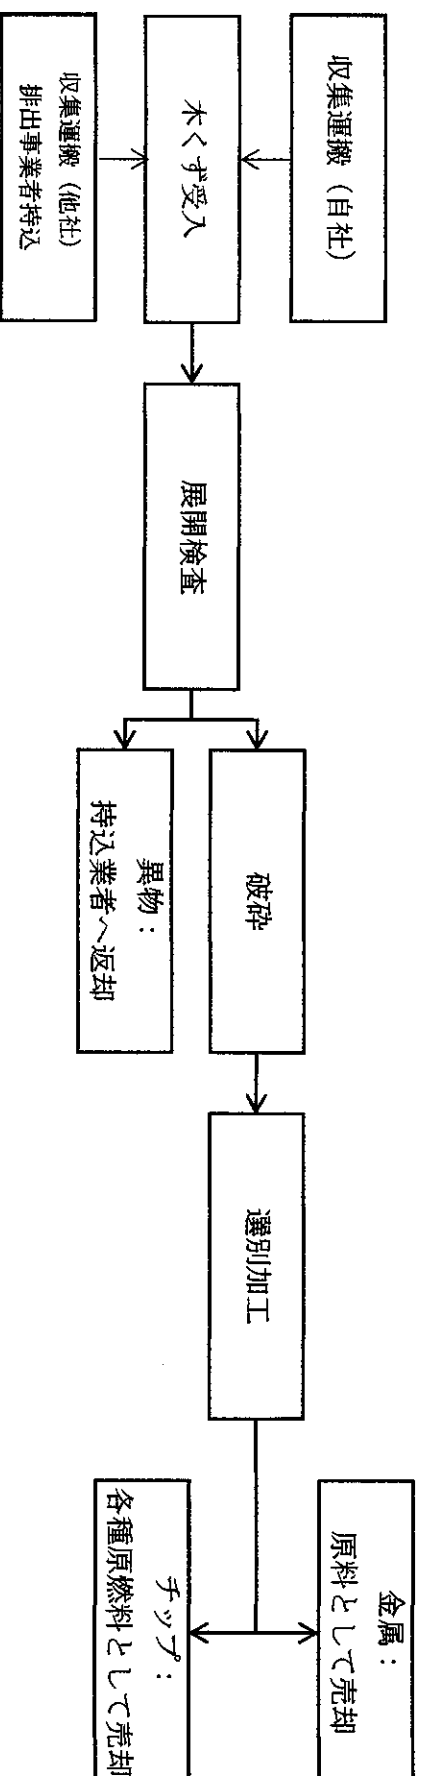 収集運搬（自社）
木くず受入
収集運搬（他社）
排出事業者持込
展開検査
破砕
異物：
持込業者へ返却
選別加工
金属：
原料として売却
チップ：
各種原燃料として売却